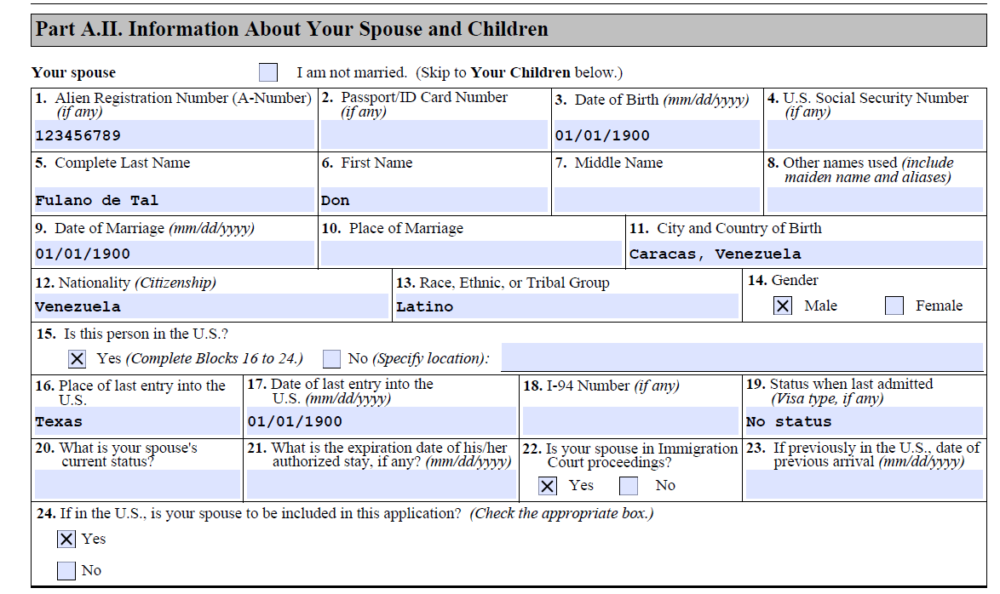 Part A.II. Information About Your Spouse and Children
Your spouse I am not married. (Skip to Your Children below.)
1. Alien Registration Number (A-Number) (if any)
123456789
2. Passport/ID Card Number (if any)
3. Date of Birth (mm/dd/yyyy)
01/01/1900
4. U.S. Social Security Number (if any)
5. Complete Last Name
Fulano de Tal
6. First Name
Don
7. Middle Name
8. Other names used (include maiden name and aliases)
9. Date of Marriage (mm/dd/yyyy)
01/01/1900
10. Place of Marriage
11. City and Country of Birth
Caracas, Venezuela
12. Nationality (Citizenship)
Venezuela
13. Race, Ethnic, or Tribal Group
Latino
14. Gender
X Male Female
15. Is this person in the U.S.?
X Yes (Complete Blocks 16 to 24.) No (Specify location):
16. Place of last entry into the U.S.
Texas
17. Date of last entry into the U.S. (mm/dd/yyyy)
01/01/1900
18. I-94 Number (if any)
19. Status when last admitted (Visa type, if any)
No status
20. What is your spouse's current status?
21. What is the expiration date of his/her authorized stay, if any? (mm/dd/yyyy)
22. Is your spouse in Immigration Court proceedings?
X Yes No
23. If previously in the U.S., date of previous arrival (mm/dd/yyyy)
24. If in the U.S., is your spouse to be included in this application? (Check the appropriate box.)
X Yes
No